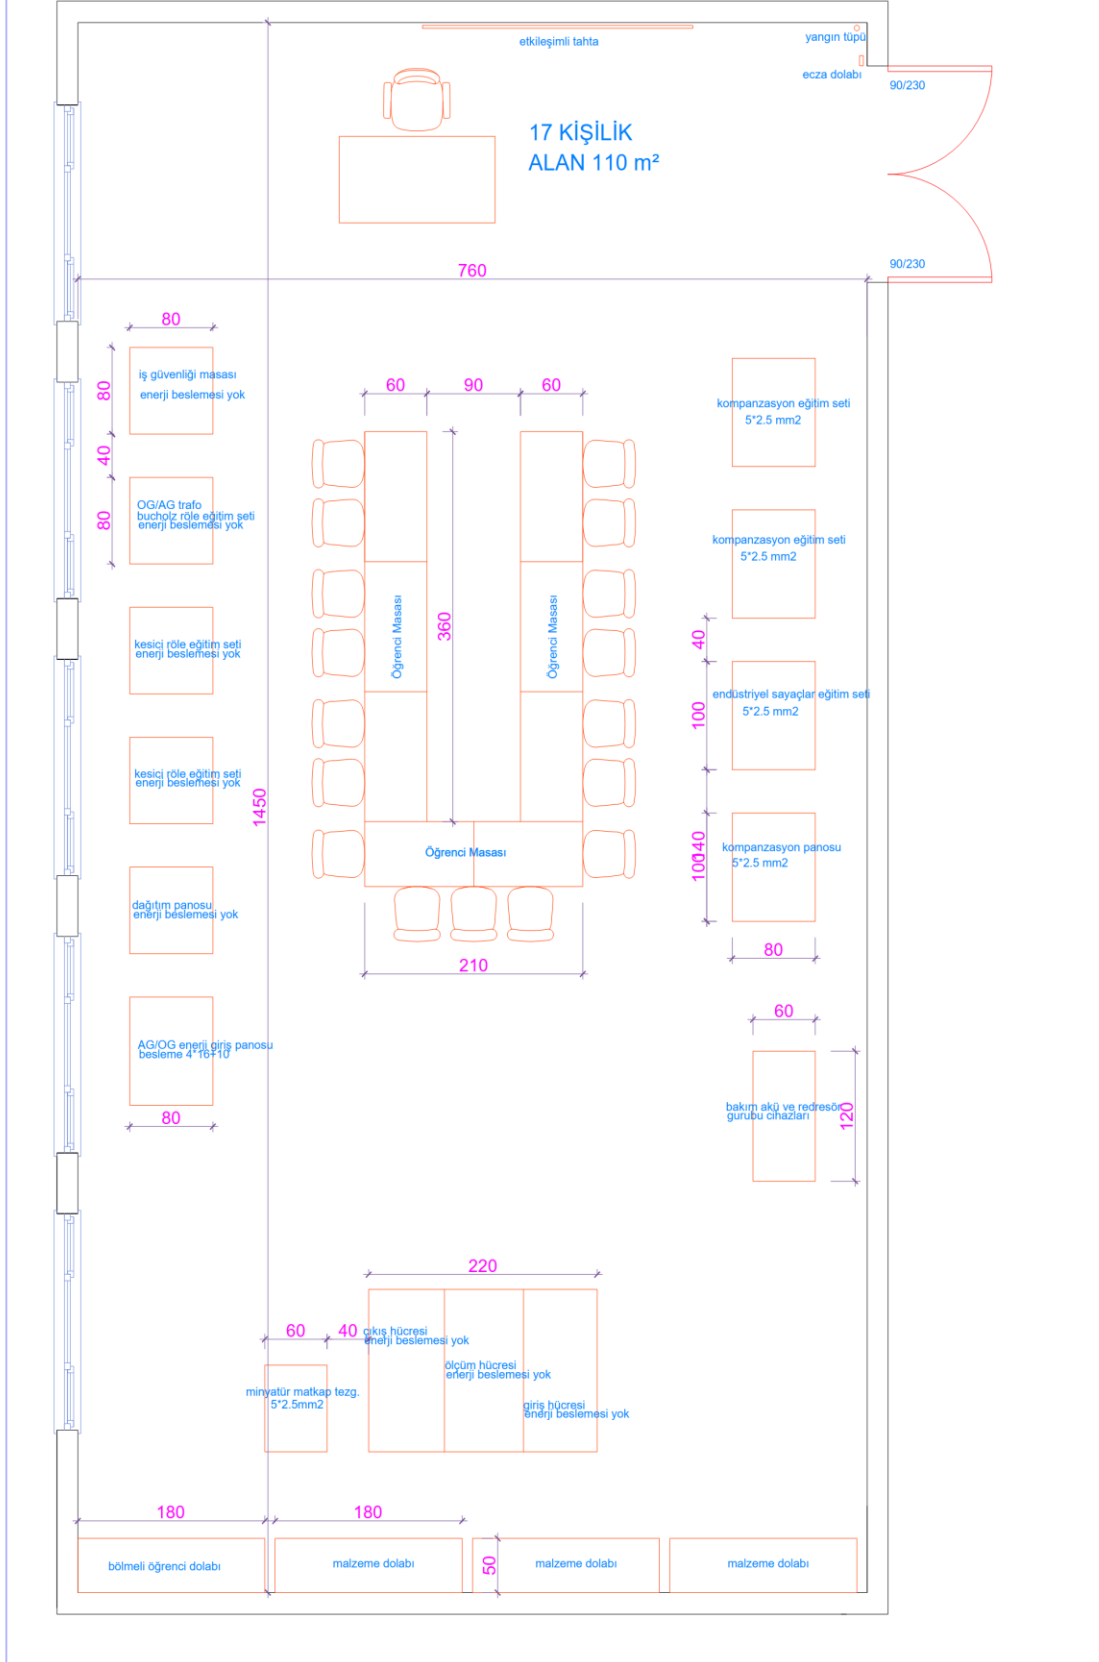 etkileşimli tahta
yangın tüpü
ecza dolabı
90/230
17 KİŞİLİK
ALAN 110 m²
90/230
760
80
iş güvenliği masası
enerji beslemesi yok
80
40
80
OG/AG trafo
bucholz röle eğitim seti
enerji beslemesi yok
kesici röle eğitim seti
enerji beslemesi yok
kesici röle eğitim seti
enerji beslemesi yok
dağıtım panosu
enerji beslemesi yok
AG/OG enerji giriş panosu
besleme 4*16+10
80
1450
60
90
60
360
Öğrenci Masası
Öğrenci Masası
Öğrenci Masası
210
kompanzasyon eğitim seti
5*2.5 mm2
kompanzasyon eğitim seti
5*2.5 mm2
40
100
endüstriyel sayaçlar eğitim seti
5*2.5 mm2
40
100
kompanzasyon panosu
5*2.5 mm2
80
60
bakım akü ve redresör
gurubu cihazları
120
220
60
40
çıkış hücresi
enerji beslemesi yok
ölçüm hücresi
enerji beslemesi yok
giriş hücresi
enerji beslemesi yok
minyatür matkap tezg.
5*2.5mm2
180
180
50
bölmeli öğrenci dolabı
malzeme dolabı
malzeme dolabı
malzeme dolabı